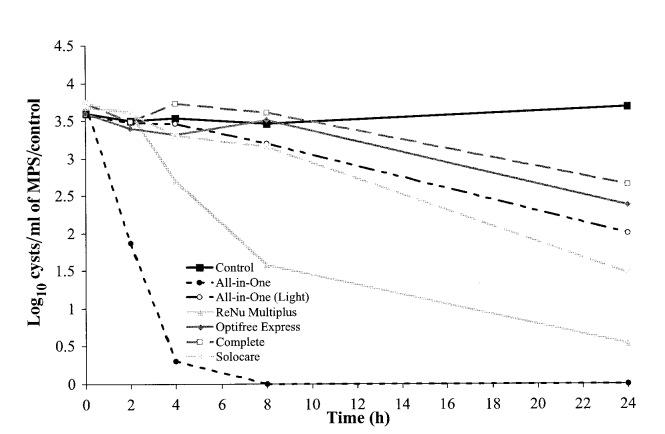 4.5
4
3.5
3
2.5
2
1.5
1
0.5
0
Log10 cysts/ml of MPS/control
Control
All-in-One
All-in-One (Light)
ReNu Multiplus
Optifree Express
Complete
Solocare
0 2 4 6 8 10 12 14 16 18 20 22 24
Time (h)